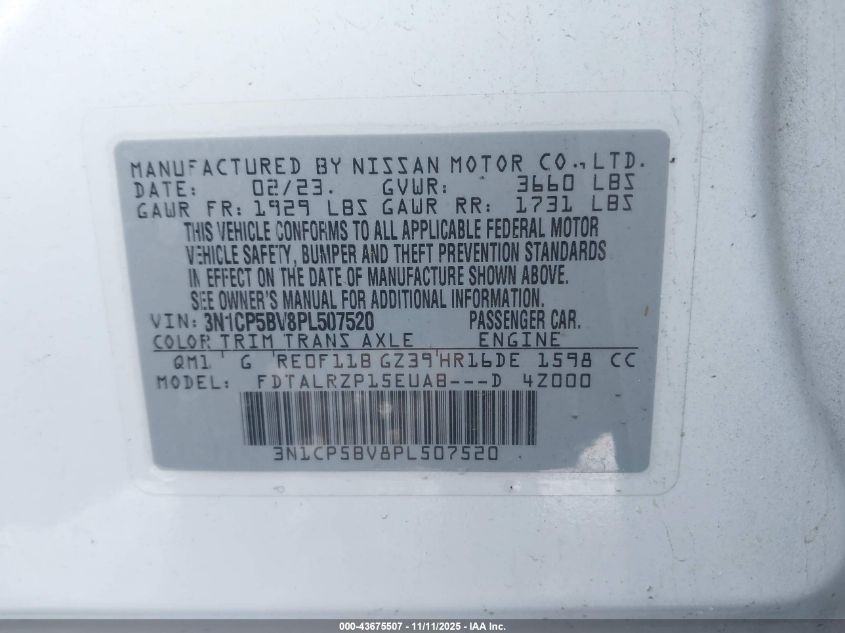 MANUFACTURED BY NISSAN MOTOR CO., LTD.
DATE: 02/23. GVWR: 3660 LBS
GAWR FR: 1929 LBS GAWR RR: 1731 LBS
THIS VEHICLE CONFORMS TO ALL APPLICABLE FEDERAL MOTOR
VEHICLE SAFETY, BUMPER AND THEFT PREVENTION STANDARDS
IN EFFECT ON THE DATE OF MANUFACTURE SHOWN ABOVE.
SEE OWNER'S MANUAL FOR ADDITIONAL INFORMATION
VIN: 3N1CP5BV8PL507520 PASSENGER CAR.
COLOR TRIM TRANS AXLE ENGINE
QM1 G RE0F11B GZ39 HR16DE 1598 CC
MODEL: FDTALRZP15EUAB---D 4Z000
3N1CP5BV8PL507520
000-43675507 - 11/11/2025 - IAA Inc.